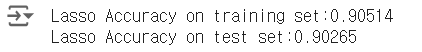 Lasso Accuracy on training set:0.90514
Lasso Accuracy on test set:0.90265